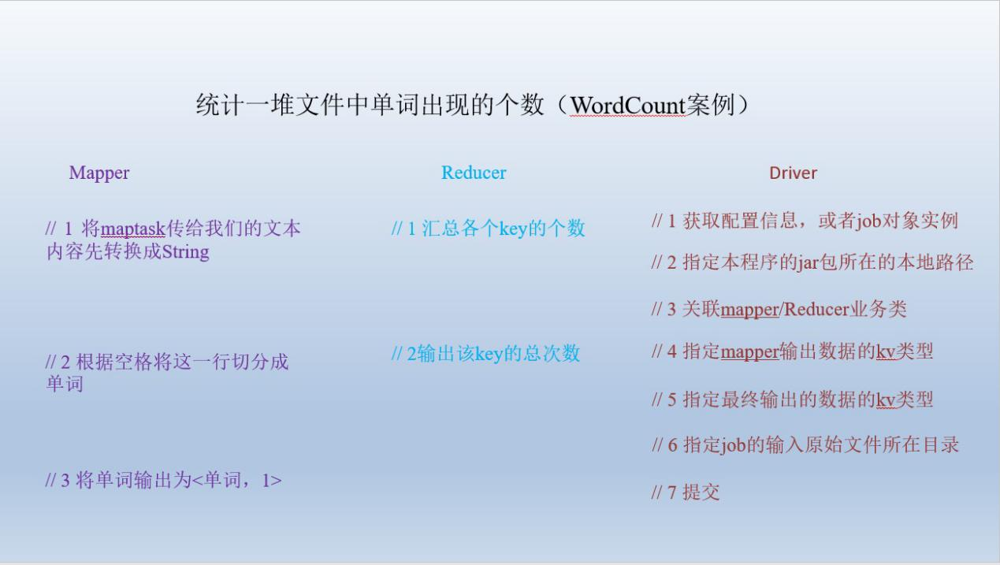 统计一堆文件中单词出现的个数（WordCount案例）
Mapper
// 1 将maptask传给我们的文本
内容先转换成String
// 2 根据空格将这一行切分成
单词
// 3 将单词输出为<单词，1>
Reducer
// 1 汇总各个key的个数
// 2输出该key的总次数
Driver
// 1 获取配置信息，或者job对象实例
// 2 指定本程序的jar包所在的本地路径
// 3 关联mapper/Reducer业务类
// 4 指定mapper输出数据的kv类型
// 5 指定最终输出的数据的kv类型
// 6 指定job的输入原始文件所在目录
// 7 提交